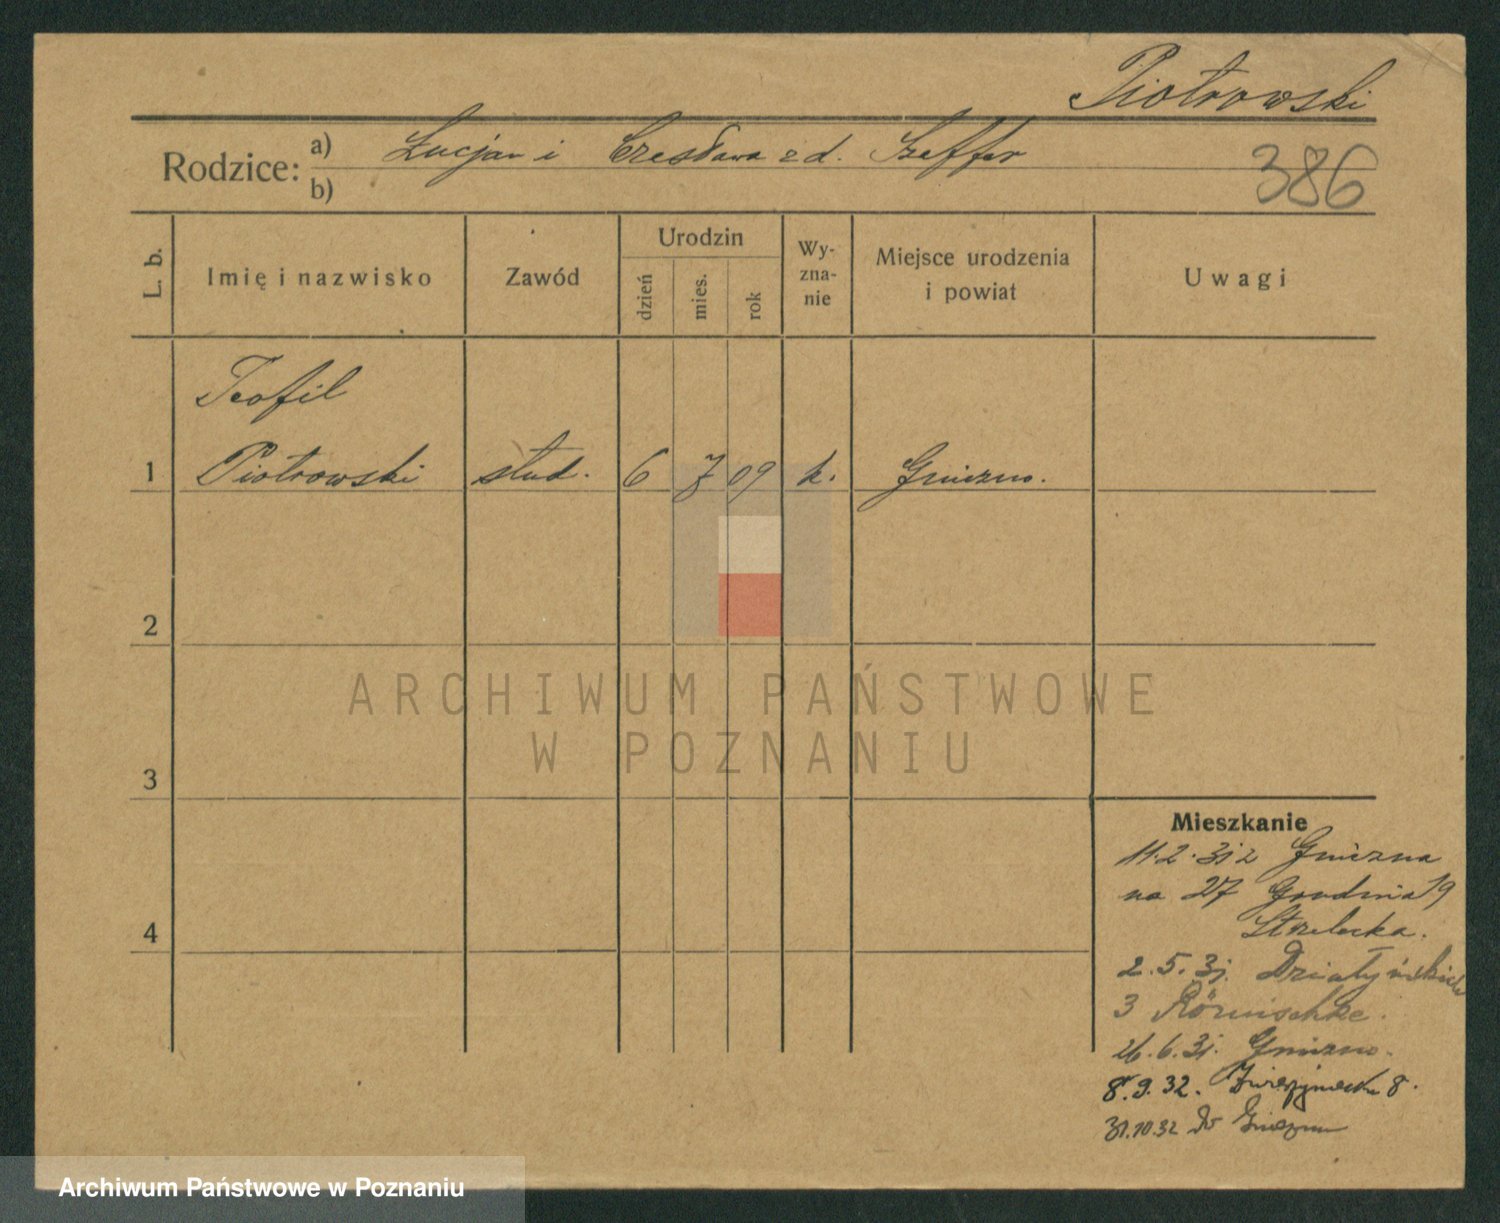 Piotrowski
Rodzice: a) Lucjan i Czesława z d. Szeffer
b)
386
L. b.
Imię i nazwisko
Zawód
Urodzin
dzień
mies.
rok
Wy-
zna-
nie
Miejsce urodzenia
i powiat
Uwagi
Teofil
1 Piotrowski stud. 6 7 09 k. Gniezno.
2
ARCHIWUM PAŃSTWOWE
W POZNANIU
3
4
Mieszkanie
11.2.31 z Gniezna
na 27 Grudnia 19
Strzelecka.
2.5.31. Działyńskich
3
26.6.31. Gniezno.
8.9.32. Zwierzyniecka 8.
31.10.32 do Gniezna
Archiwum Państwowe w Poznaniu